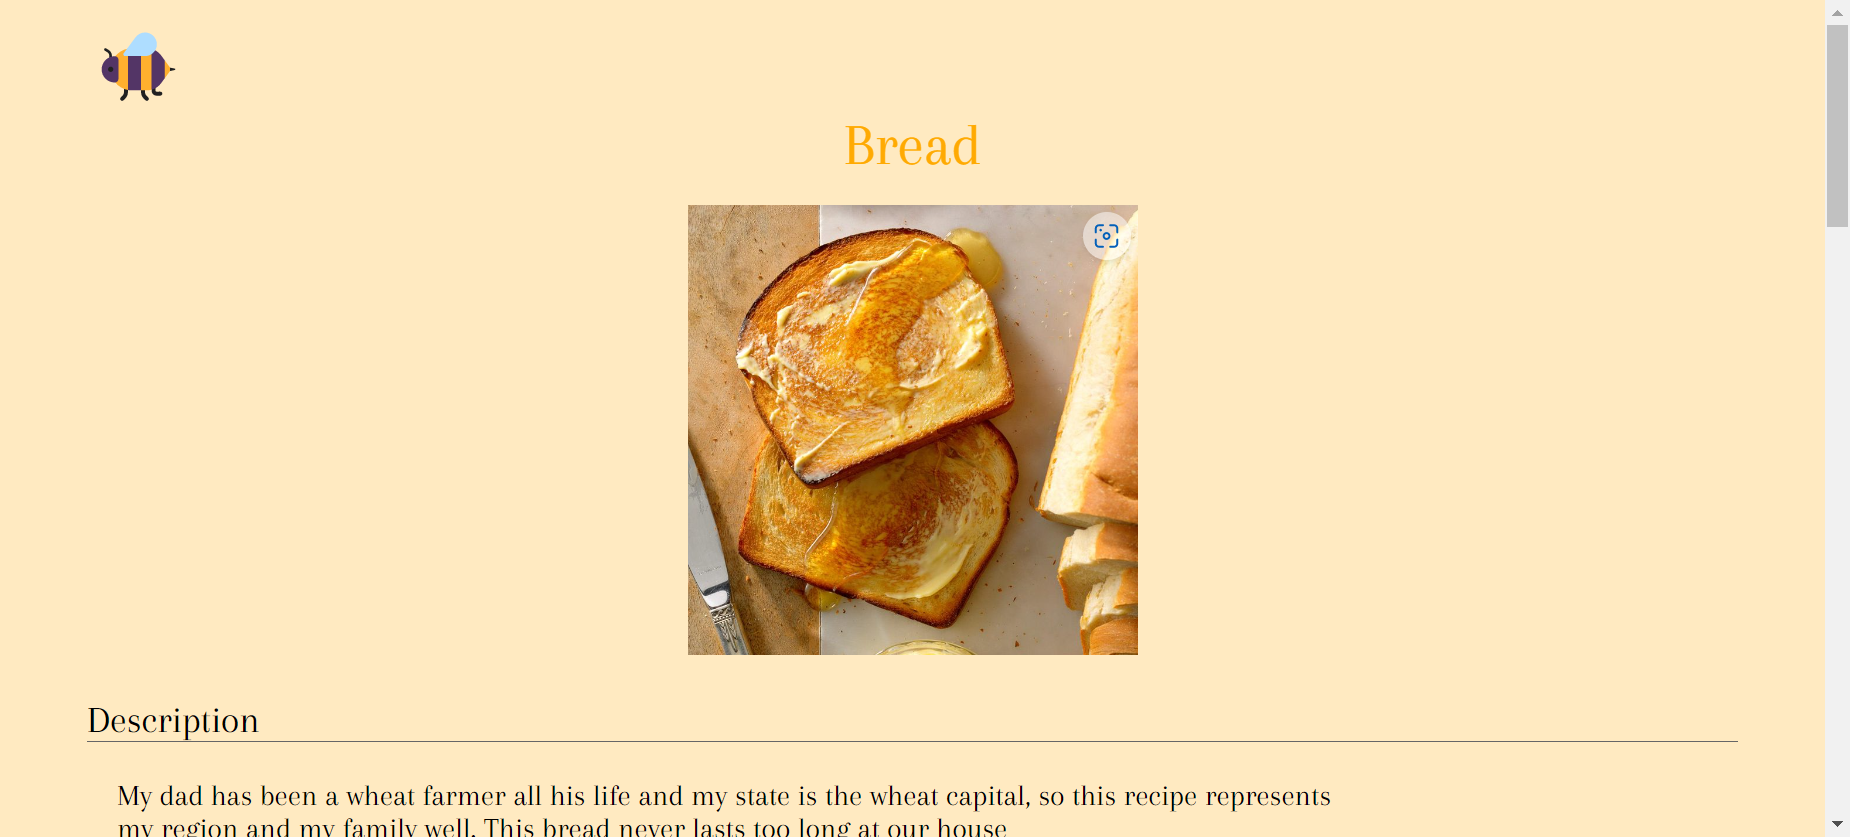 Bread
Description
My dad has been a wheat farmer all his life and my state is the wheat capital, so this recipe represents
my region and my family well. This bread never lasts too long at our house